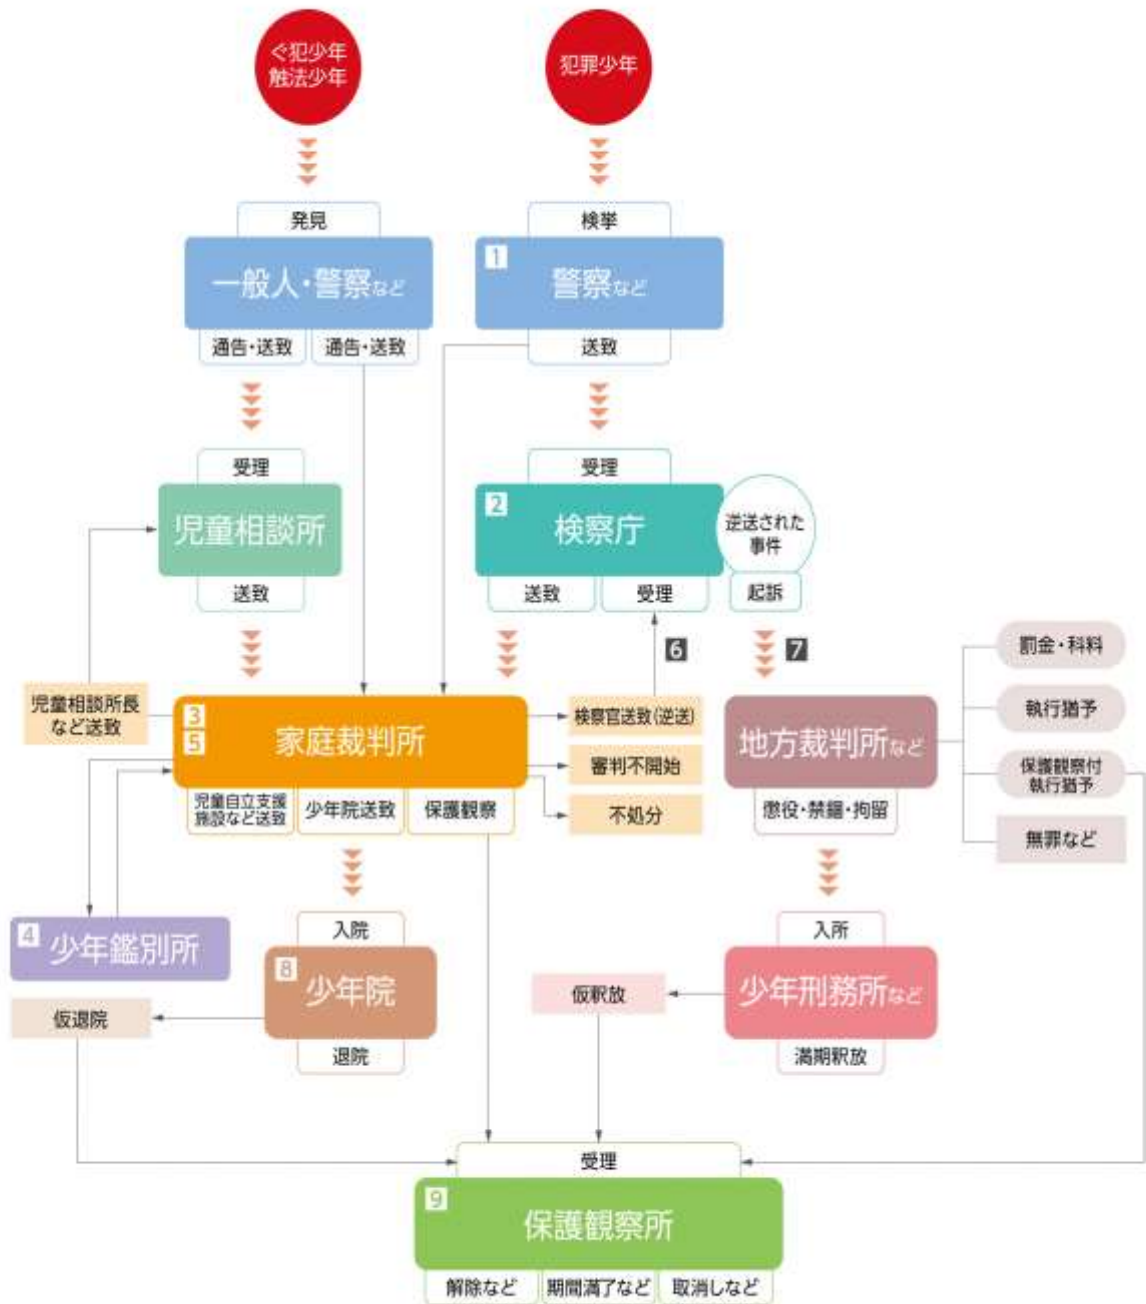 ぐ犯少年
触法少年
犯罪少年
発見
一般人・警察など
通告・送致
通告・送致
検挙
1
警察など
送致
受理
児童相談所
送致
受理
2
検察庁
送致
受理
逆送された
事件
起訴
6
7
児童相談所長
など送致
3
5
家庭裁判所
児童自立支援
施設など送致
少年院送致
保護観察
検察官送致(逆送)
審判不開始
不処分
地方裁判所など
懲役・禁錮・拘留
罰金・科料
執行猶予
保護観察付
執行猶予
無罪など
4
少年鑑別所
入院
8
少年院
退院
仮退院
入所
少年刑務所など
満期釈放
仮釈放
受理
9
保護観察所
解除など
期間満了など
取消しなど